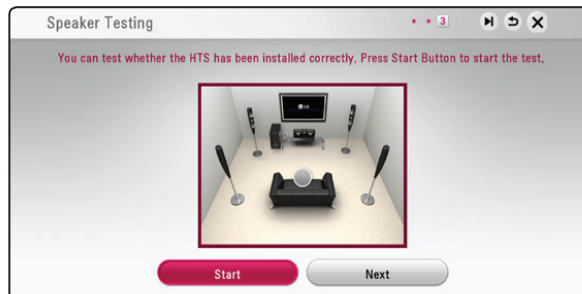 Speaker Testing
3
You can test whether the HTS has been installed correctly. Press Start Button to start the test.
LG
Start
Next